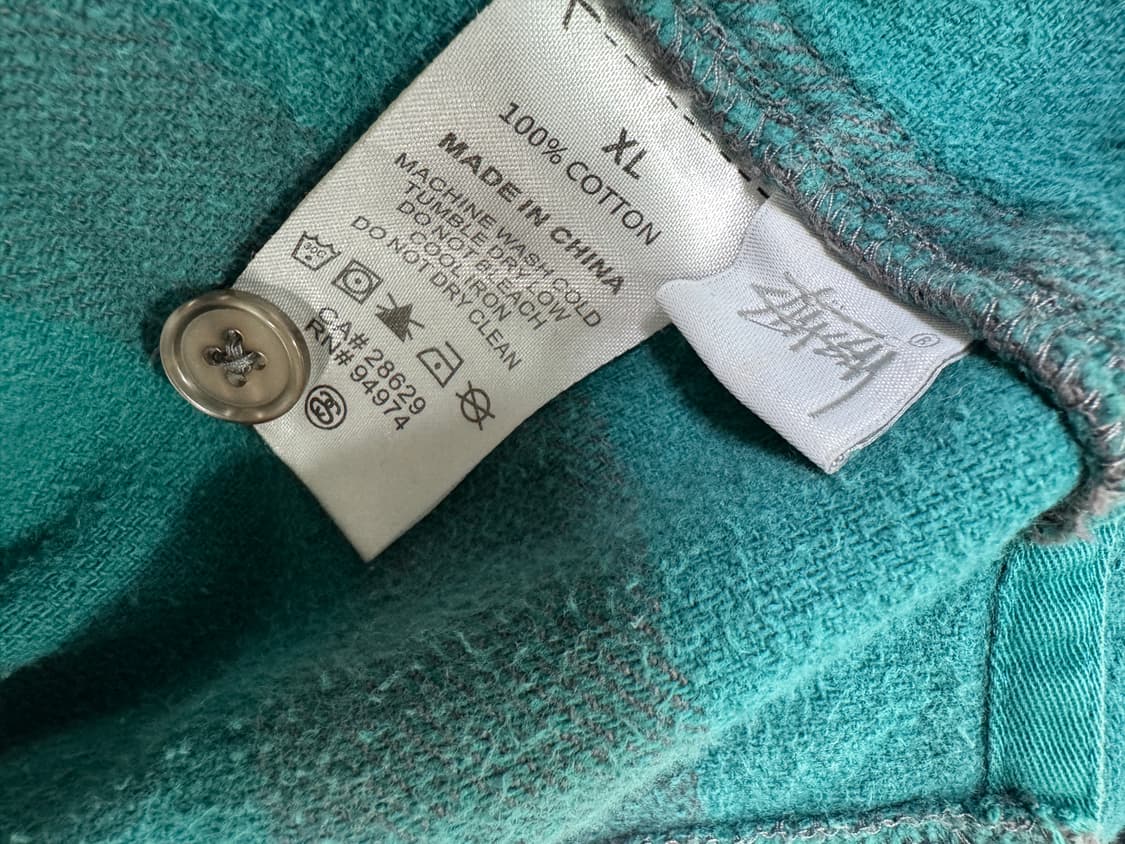 XL
100% COTTON
MADE IN CHINA
MACHINE WASH COLD
TUMBLE DRY LOW
DO NOT BLEACH
COOL IRON
DO NOT DRY CLEAN
CA# 28629
RN# 94974
Stüssy ®